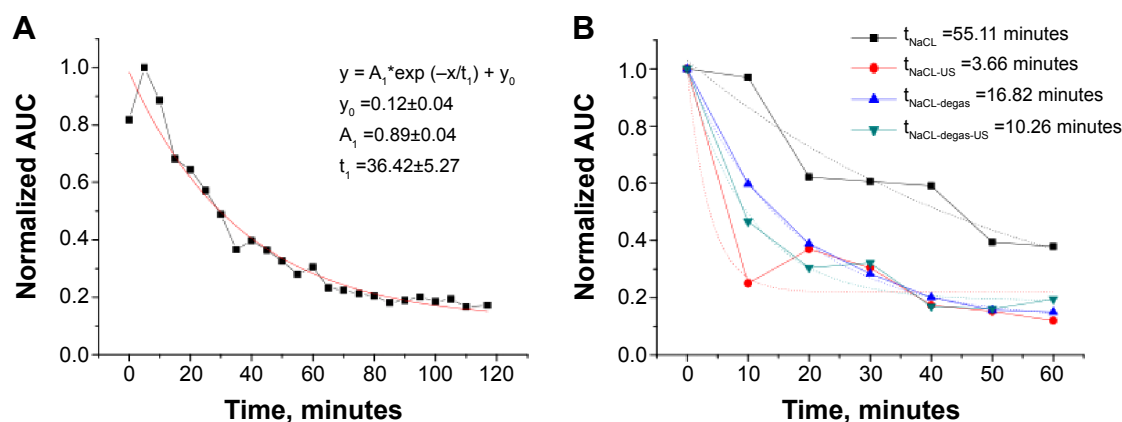 A
Normalized AUC
1.0
0.8
0.6
0.4
0.2
0.0
y = A₁*exp (–x/t₁) + y₀
y₀ =0.12±0.04
A₁ =0.89±0.04
t₁ =36.42±5.27
0 20 40 60 80 100 120
Time, minutes
B
Normalized AUC
1.0
0.8
0.6
0.4
0.2
0.0
t NaCL =55.11 minutes
t NaCL-US =3.66 minutes
t NaCL-degas =16.82 minutes
t NaCL-degas-US =10.26 minutes
0 10 20 30 40 50 60
Time, minutes